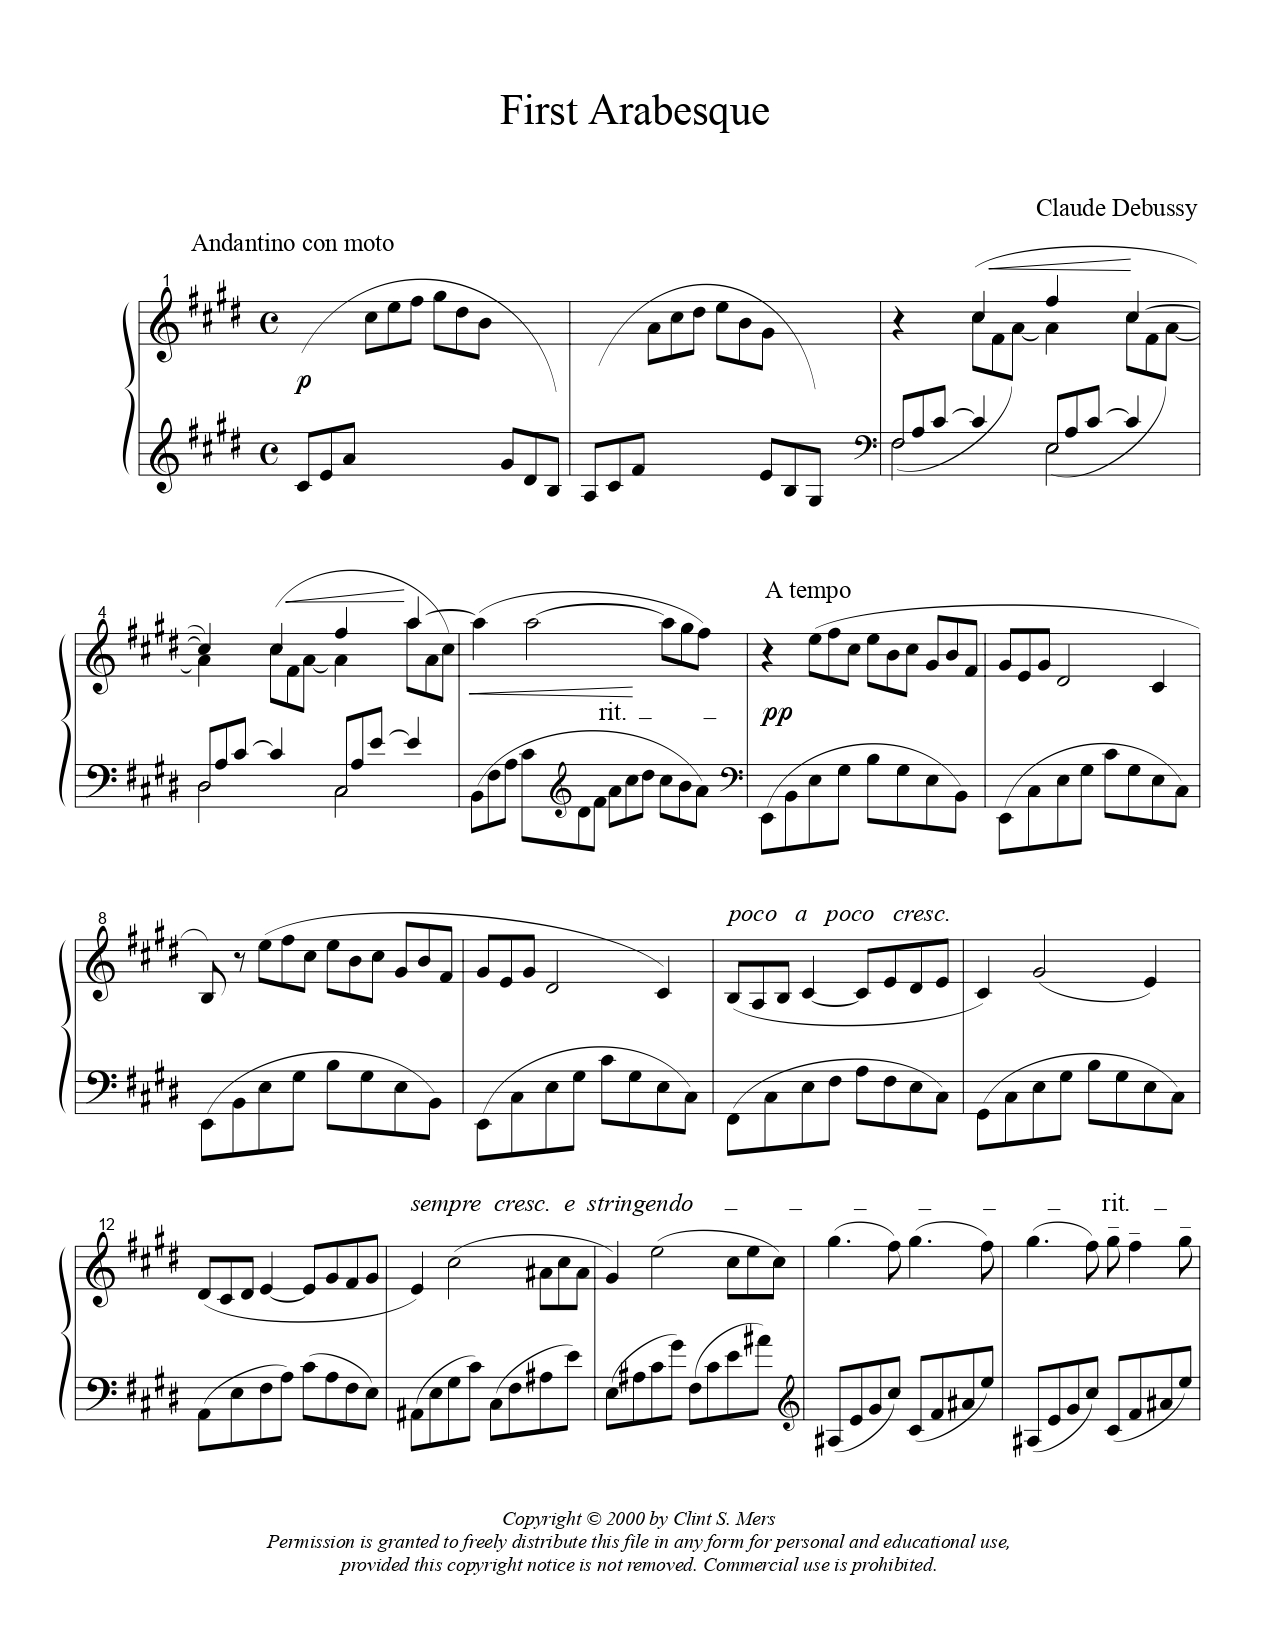 First Arabesque
Claude Debussy
Andantino con moto
1
p
4
A tempo
rit. _ _
pp
8
poco a poco cresc.
sempre cresc. e stringendo _ _ _ _ _ rit. _
12
Copyright © 2000 by Clint S. Mers
Permission is granted to freely distribute this file in any form for personal and educational use,
provided this copyright notice is not removed. Commercial use is prohibited.